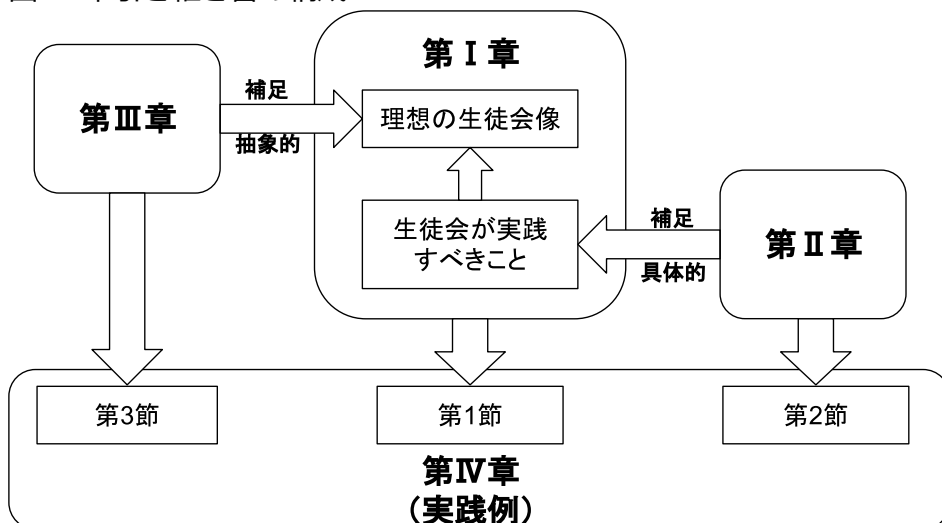 第Ⅰ章
第Ⅲ章
補足
抽象的
理想の生徒会像
生徒会が実践
すべきこと
補足
具体的
第Ⅱ章
第3節
第1節
第2節
第Ⅳ章
(実践例)